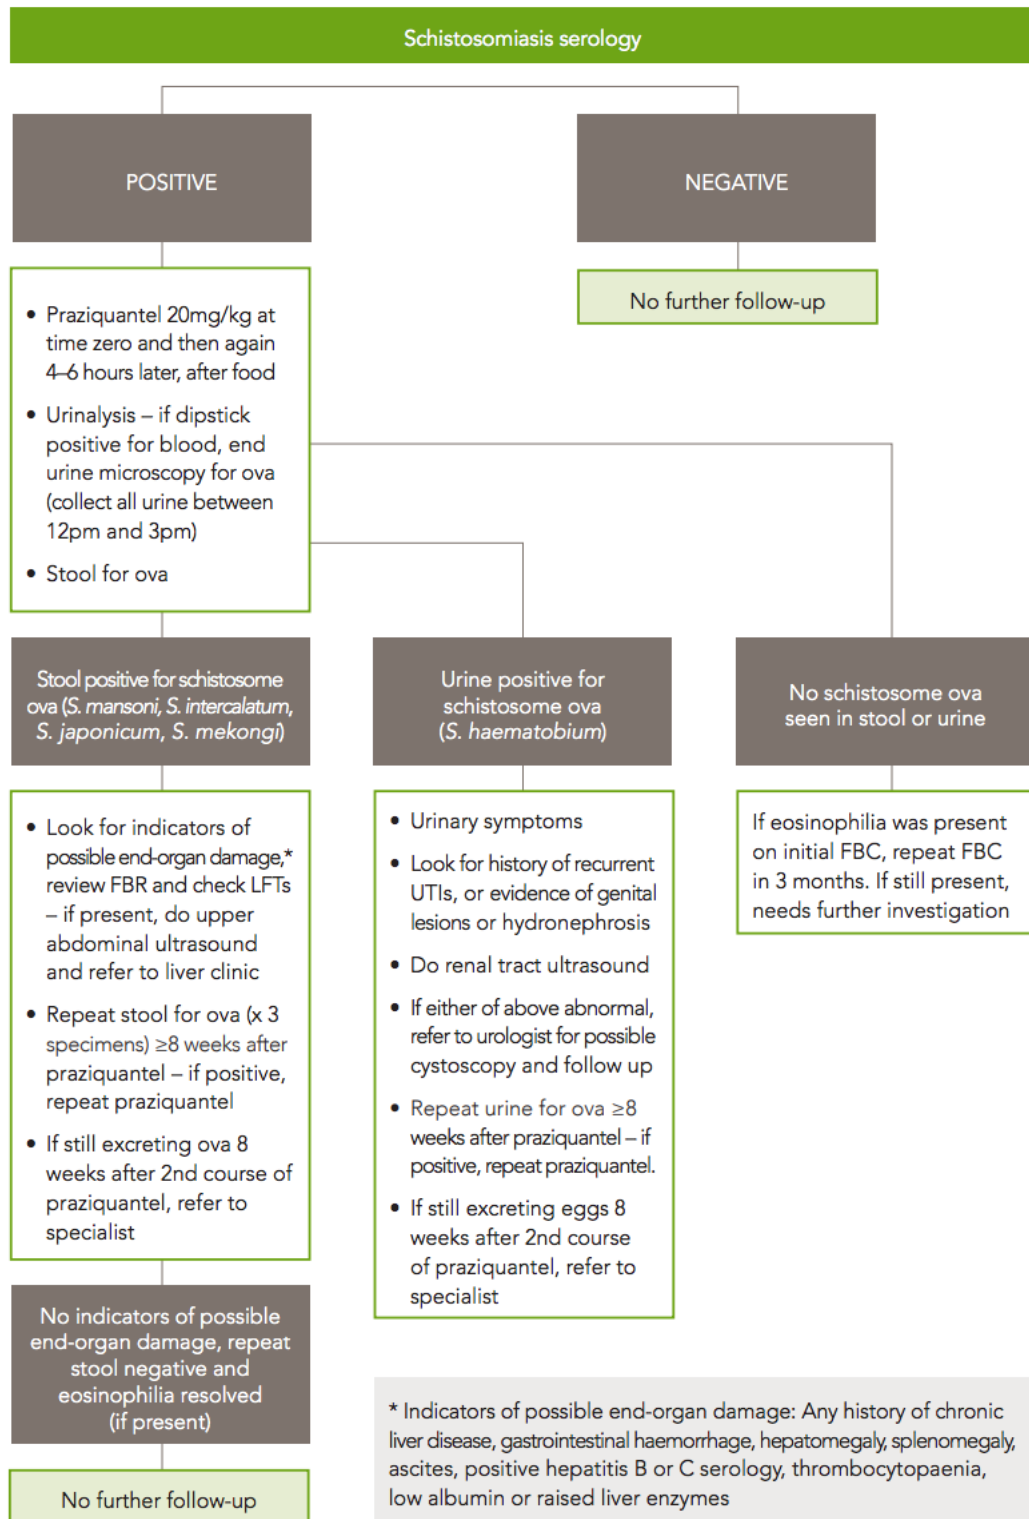 Schistosomiasis serology
POSITIVE
NEGATIVE
No further follow-up
• Praziquantel 20mg/kg at
time zero and then again
4–6 hours later, after food
• Urinalysis – if dipstick
positive for blood, end
urine microscopy for ova
(collect all urine between
12pm and 3pm)
• Stool for ova
Stool positive for schistosome
ova (S. mansoni, S. intercalatum,
S. japonicum, S. mekongi)
Urine positive for
schistosome ova
(S. haematobium)
No schistosome ova
seen in stool or urine
• Look for indicators of
possible end-organ damage,*
review FBR and check LFTs
– if present, do upper
abdominal ultrasound
and refer to liver clinic
• Repeat stool for ova (x 3
specimens) ≥8 weeks after
praziquantel – if positive,
repeat praziquantel
• If still excreting ova 8
weeks after 2nd course of
praziquantel, refer to
specialist
• Urinary symptoms
• Look for history of recurrent
UTIs, or evidence of genital
lesions or hydronephrosis
• Do renal tract ultrasound
• If either of above abnormal,
refer to urologist for possible
cystoscopy and follow up
• Repeat urine for ova ≥8
weeks after praziquantel – if
positive, repeat praziquantel.
• If still excreting eggs 8
weeks after 2nd course
of praziquantel, refer to
specialist
If eosinophilia was present
on initial FBC, repeat FBC
in 3 months. If still present,
needs further investigation
No indicators of possible
end-organ damage, repeat
stool negative and
eosinophilia resolved
(if present)
No further follow-up
* Indicators of possible end-organ damage: Any history of chronic
liver disease, gastrointestinal haemorrhage, hepatomegaly, splenomegaly,
ascites, positive hepatitis B or C serology, thrombocytopaenia,
low albumin or raised liver enzymes